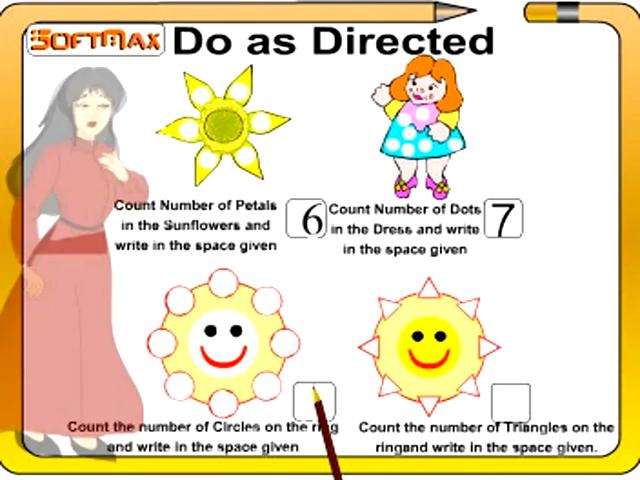 SOFTMAX Do as Directed
Count Number of Petals
in the Sunflowers and
write in the space given
6
Count Number of Dots
in the Dress and write
in the space given
7
Count the number of Circles on the ring
and write in the space given
Count the number of Triangles on the
ringand write in the space given.